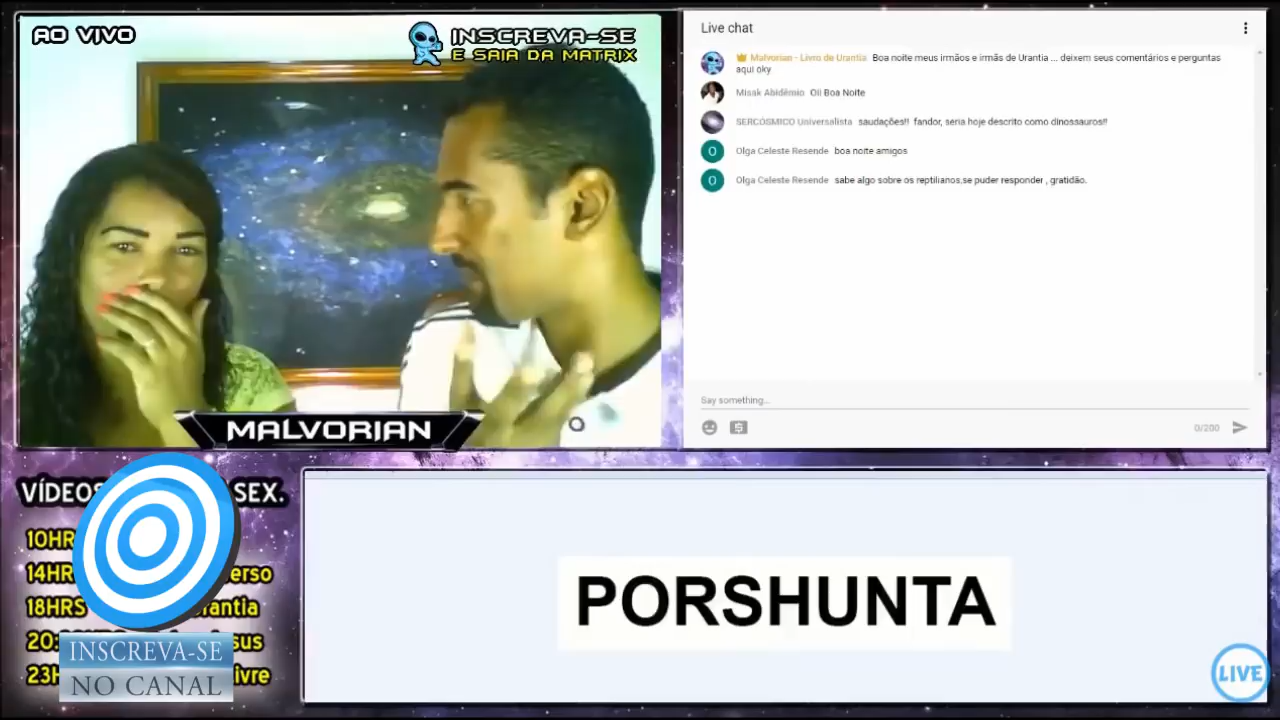 AO VIVO
INSCREVA-SE
E SAIA DA MATRIX
MALVORIAN
Live chat
Malvorian - Livro de Urantia Boa noite meus irmãos e irmãs de Urantia ... deixem seus comentários e perguntas
aqui oky
Misak Abidêmio Oii Boa Noite
SERCÓSMICO Universalista saudações!! fandor, seria hoje descrito como dinossauros!!
O Olga Celeste Resende boa noite amigos
O Olga Celeste Resende sabe algo sobre os reptilianos,se puder responder , gratidão.
Say something...
0/200
VÍDEOS SEX.
10HR
14HR erso
18HRS rantia
20: sus
23H ivre
INSCREVA-SE
NO CANAL
PORSHUNTA
LIVE